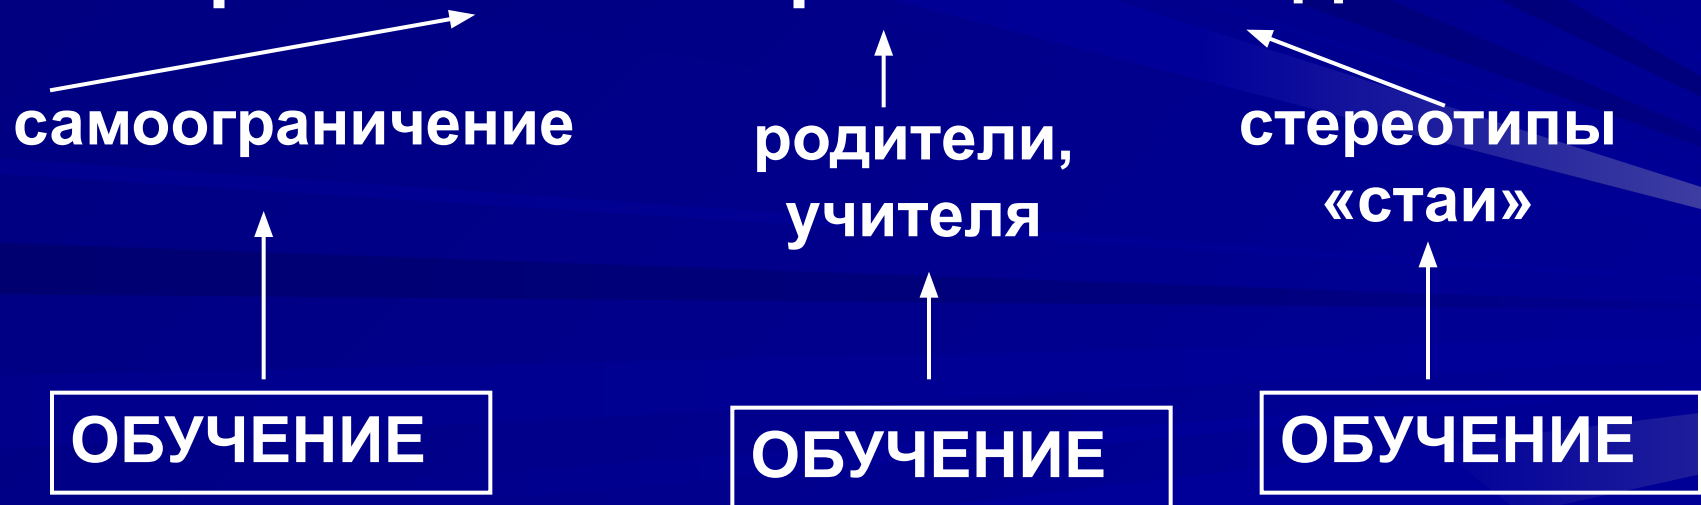 самоограничение
родители,
учителя
стереотипы
«стаи»
ОБУЧЕНИЕ
ОБУЧЕНИЕ
ОБУЧЕНИЕ